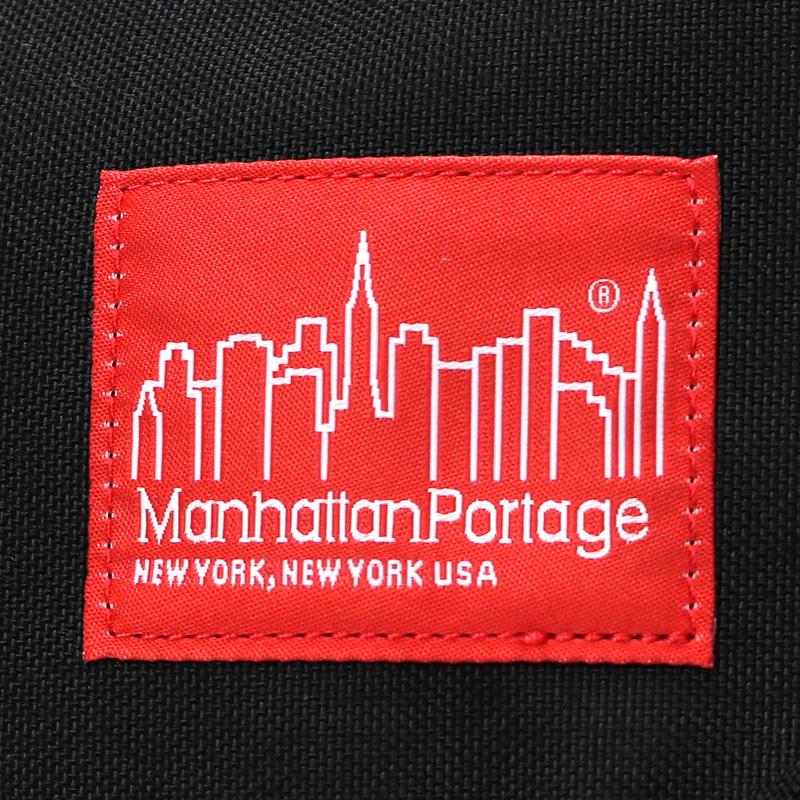 ®
ManhattanPortage
NEW YORK, NEW YORK USA